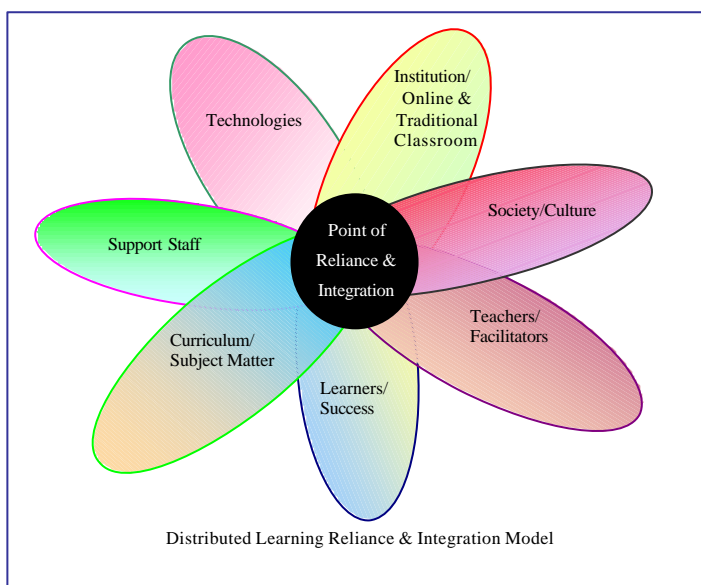 Technologies
Institution/
Online &
Traditional
Classroom
Society/Culture
Support Staff
Point of
Reliance &
Integration
Teachers/
Facilitators
Curriculum/
Subject Matter
Learners/
Success
Distributed Learning Reliance & Integration Model